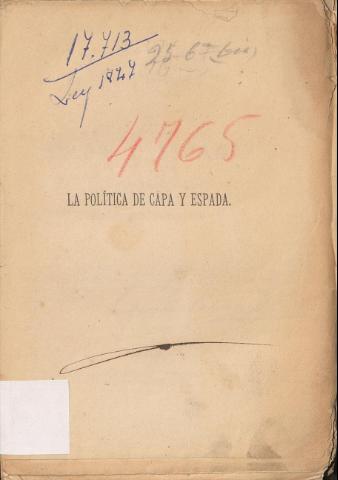 17.713
Ley 1847
4765
LA POLÍTICA DE CAPA Y ESPADA.